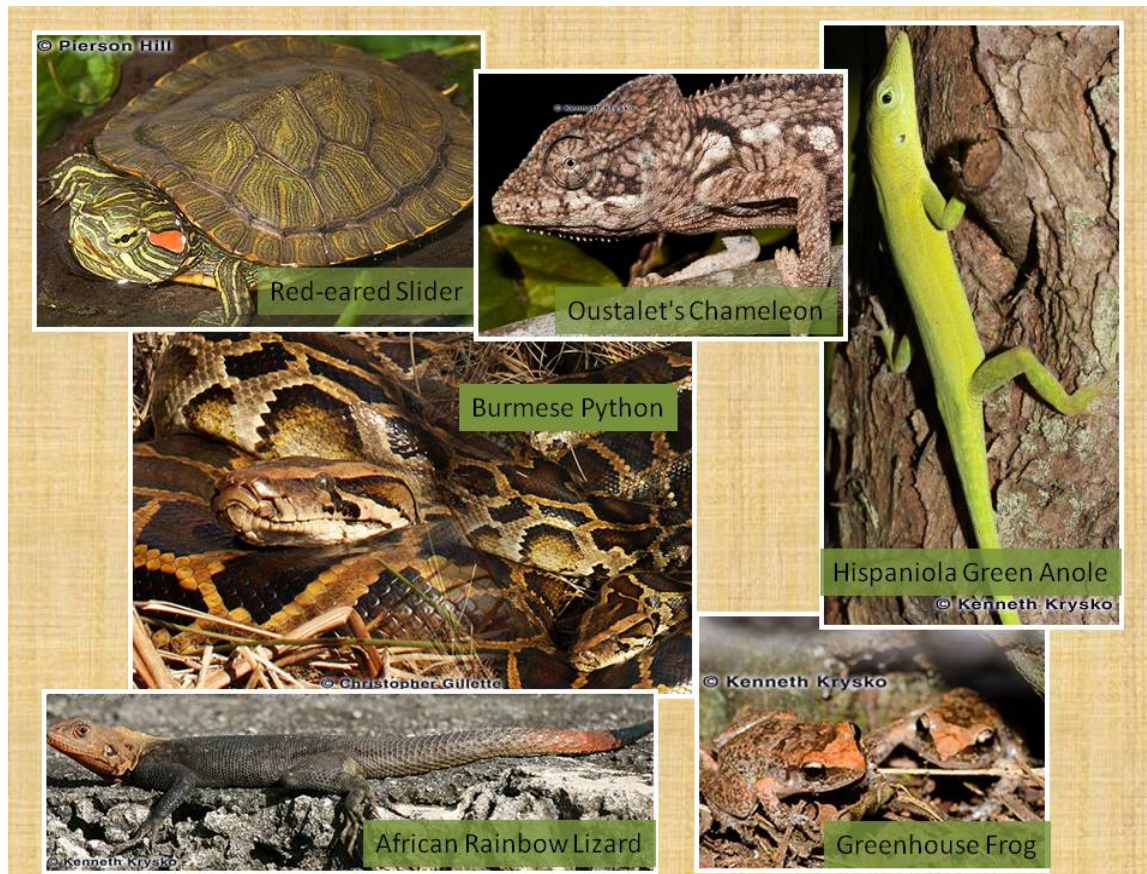 © Pierson Hill
Red-eared Slider
© Kenneth Krysko
Oustalet's Chameleon
Burmese Python
© Christopher Gillette
Hispaniola Green Anole
© Kenneth Krysko
African Rainbow Lizard
© Kenneth Krysko
© Kenneth Krysko
Greenhouse Frog